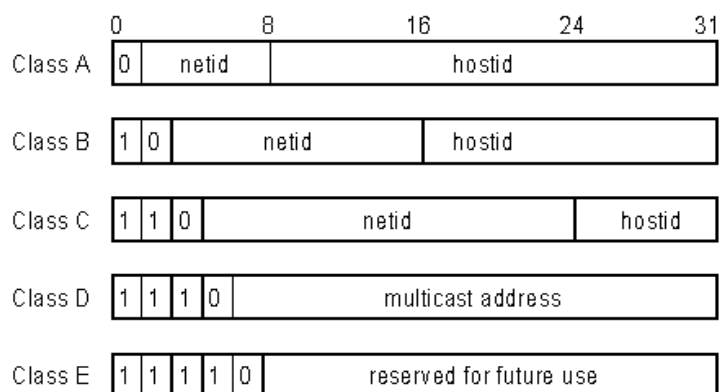 0 8 16 24 31
Class A 0 netid hostid
Class B 1 0 netid hostid
Class C 1 1 0 netid hostid
Class D 1 1 1 0 multicast address
Class E 1 1 1 1 0 reserved for future use